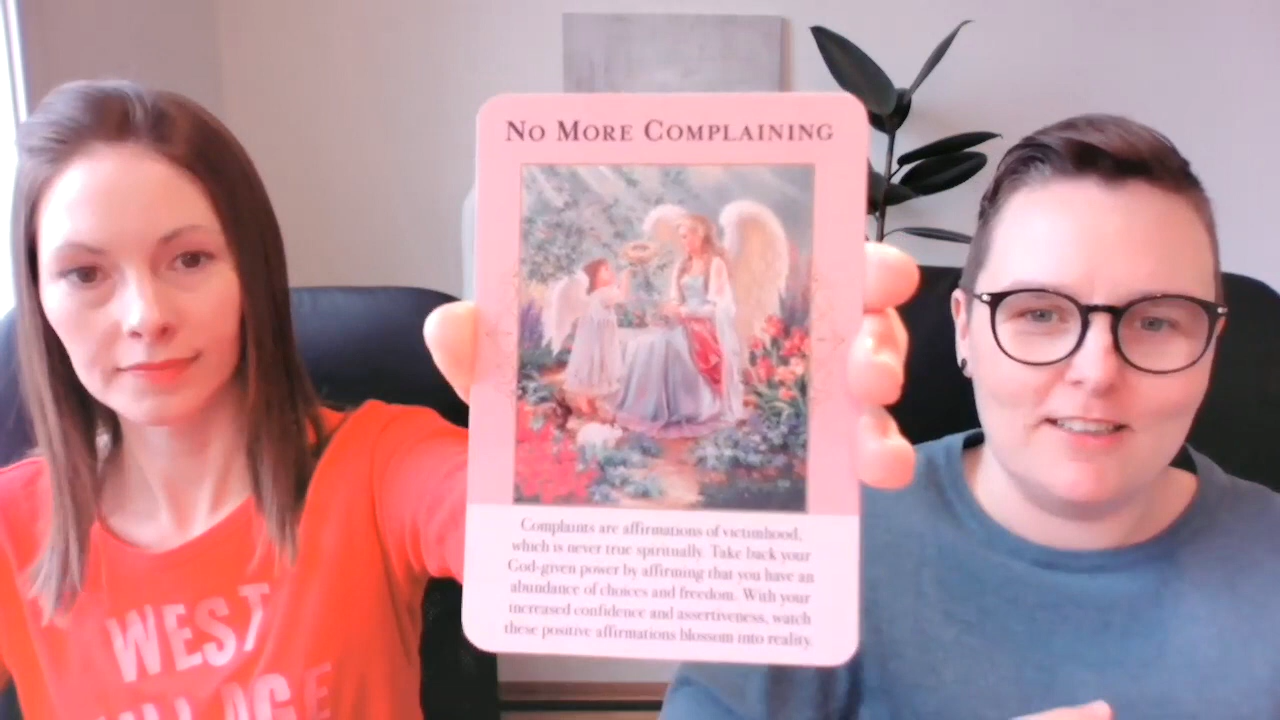 NO MORE COMPLAINING
Complaints are affirmations of victimhood,
which is never true spiritually. Take back your
God-given power by affirming that you have an
abundance of choices and freedom. With your
increased confidence and assertiveness, watch
these positive affirmations blossom into reality.
WEST
VILLAGE